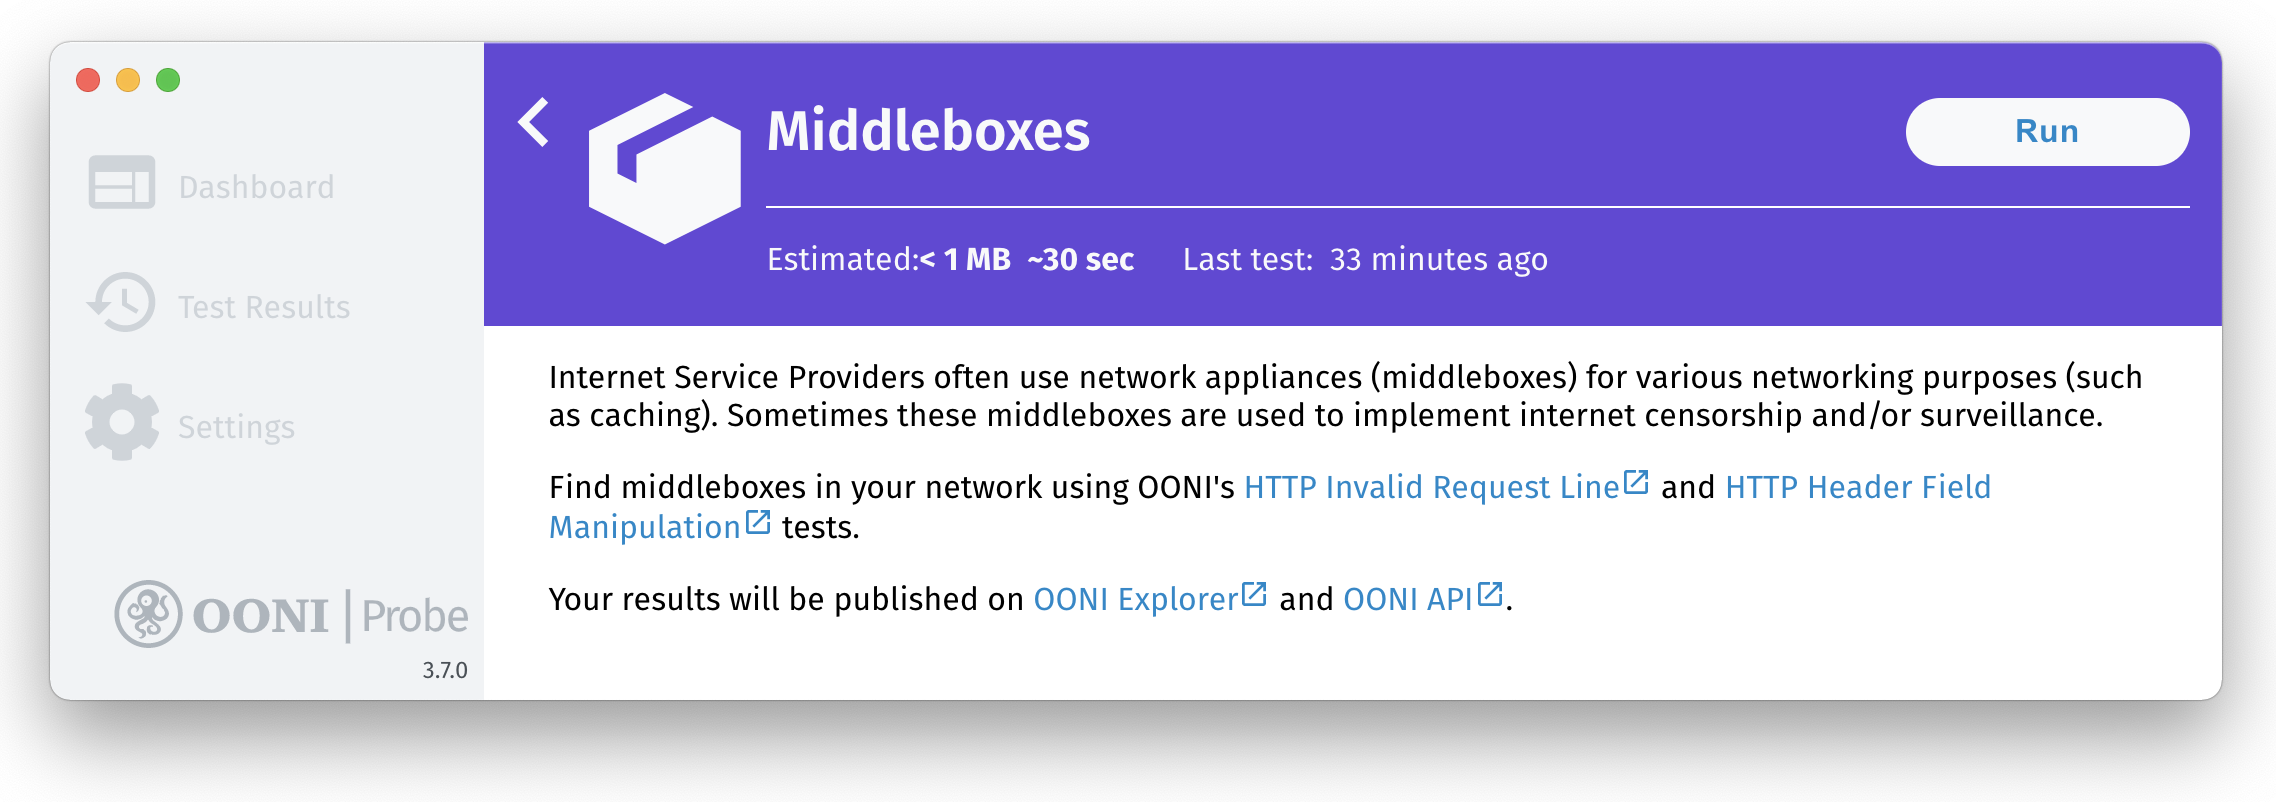 Dashboard
Test Results
Settings
OONI | Probe
3.7.0
Middleboxes
Run
Estimated:< 1 MB ~30 sec Last test: 33 minutes ago
Internet Service Providers often use network appliances (middleboxes) for various networking purposes (such
as caching). Sometimes these middleboxes are used to implement internet censorship and/or surveillance.
Find middleboxes in your network using OONI's HTTP Invalid Request Line and HTTP Header Field
Manipulation tests.
Your results will be published on OONI Explorer and OONI API.